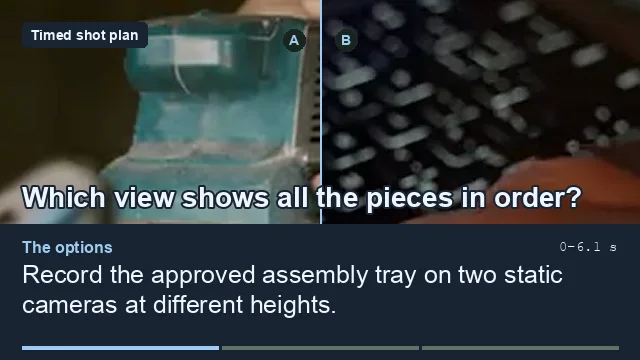 Timed shot plan
A
B
Which view shows all the pieces in order?
The options
0–6.1 s
Record the approved assembly tray on two static
cameras at different heights.